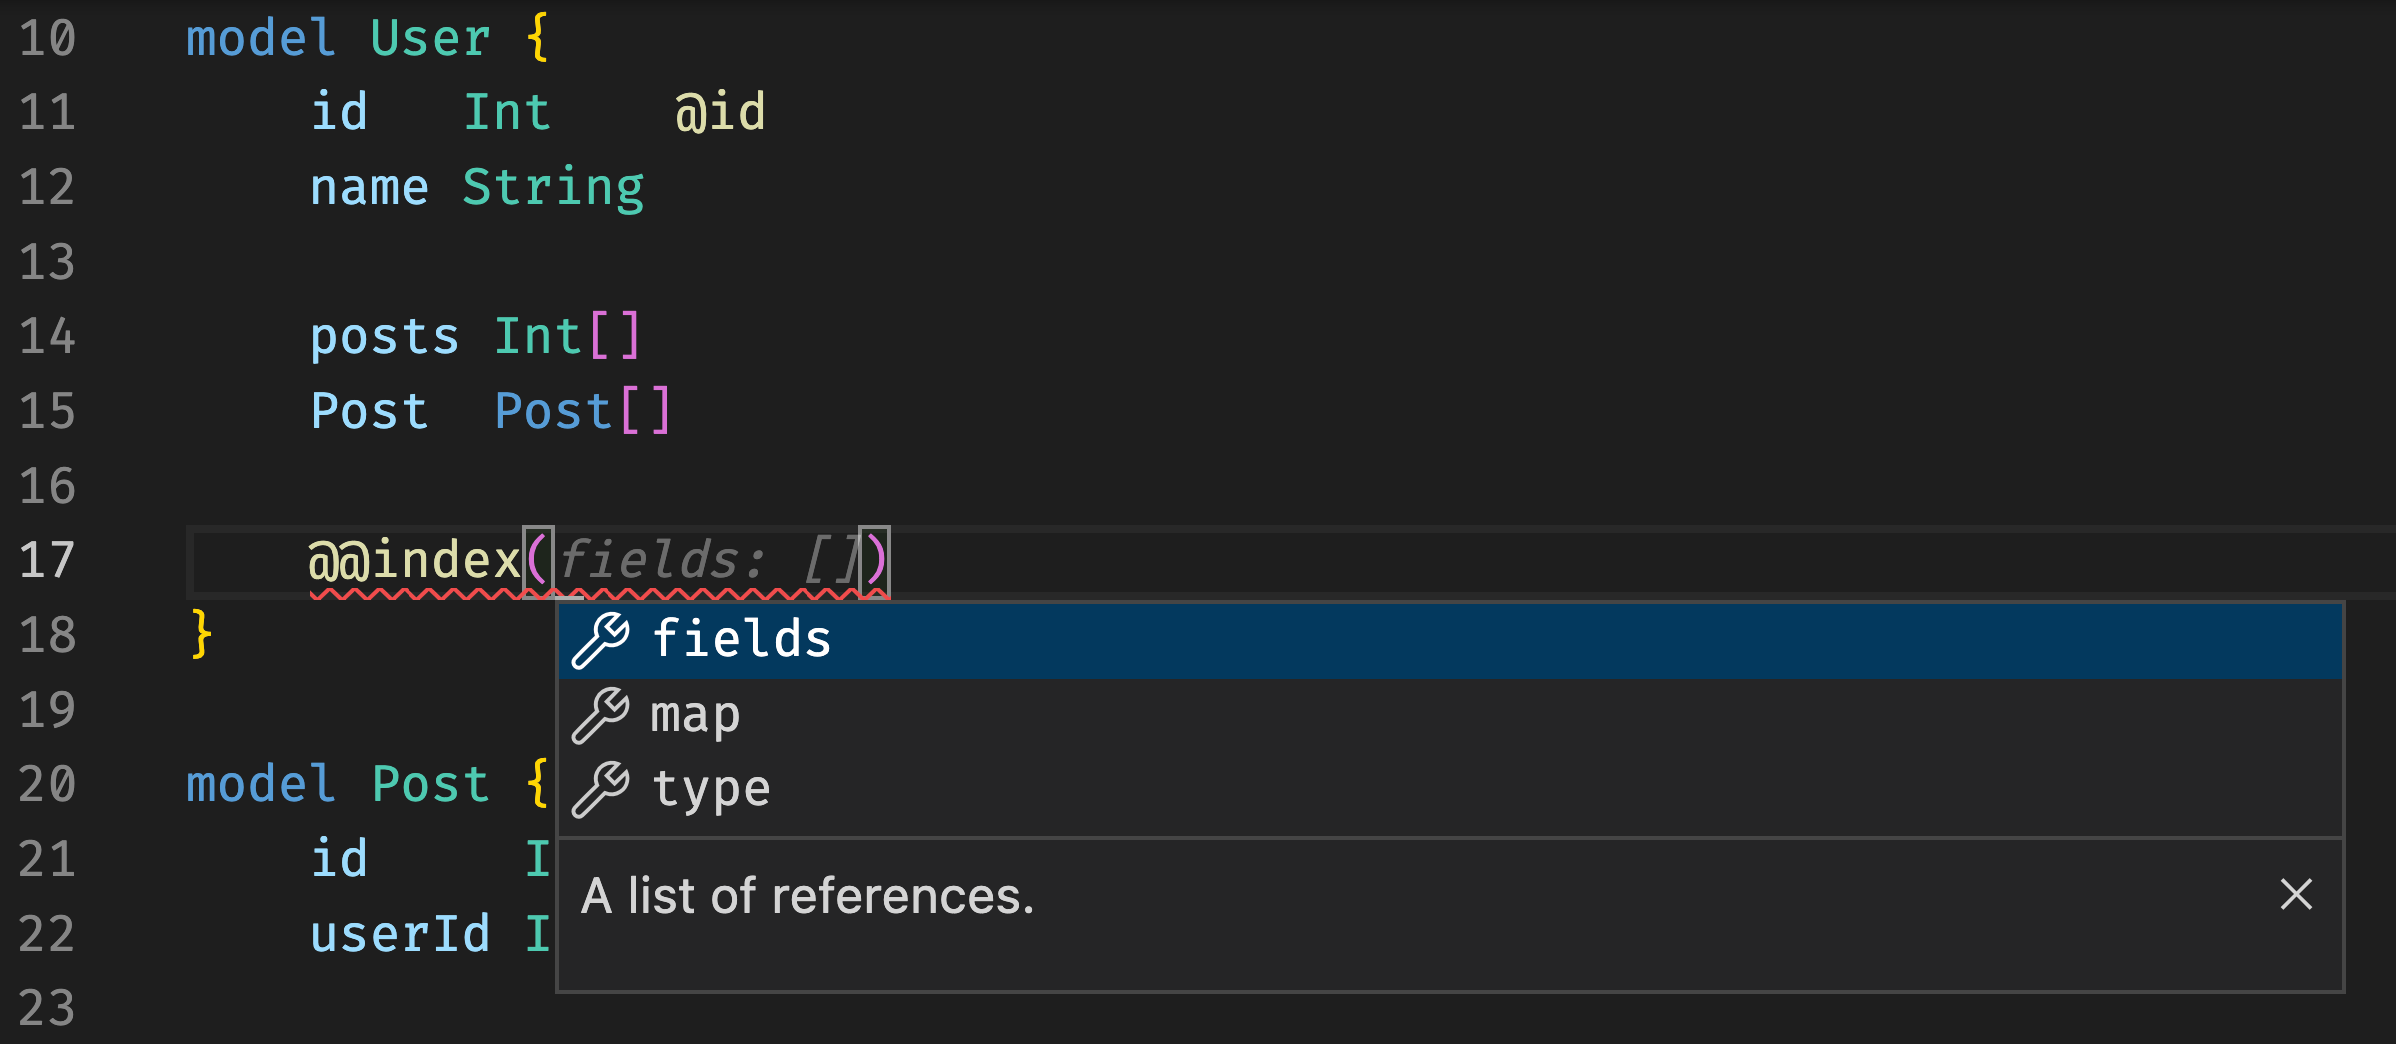 10 model User {
11 id Int @id
12 name String
13
14 posts Int[]
15 Post Post[]
16
17 @@index(fields: [])
18 }
fields
19
map
20 model Post {
type
21 id I
A list of references.
22 userId I
23